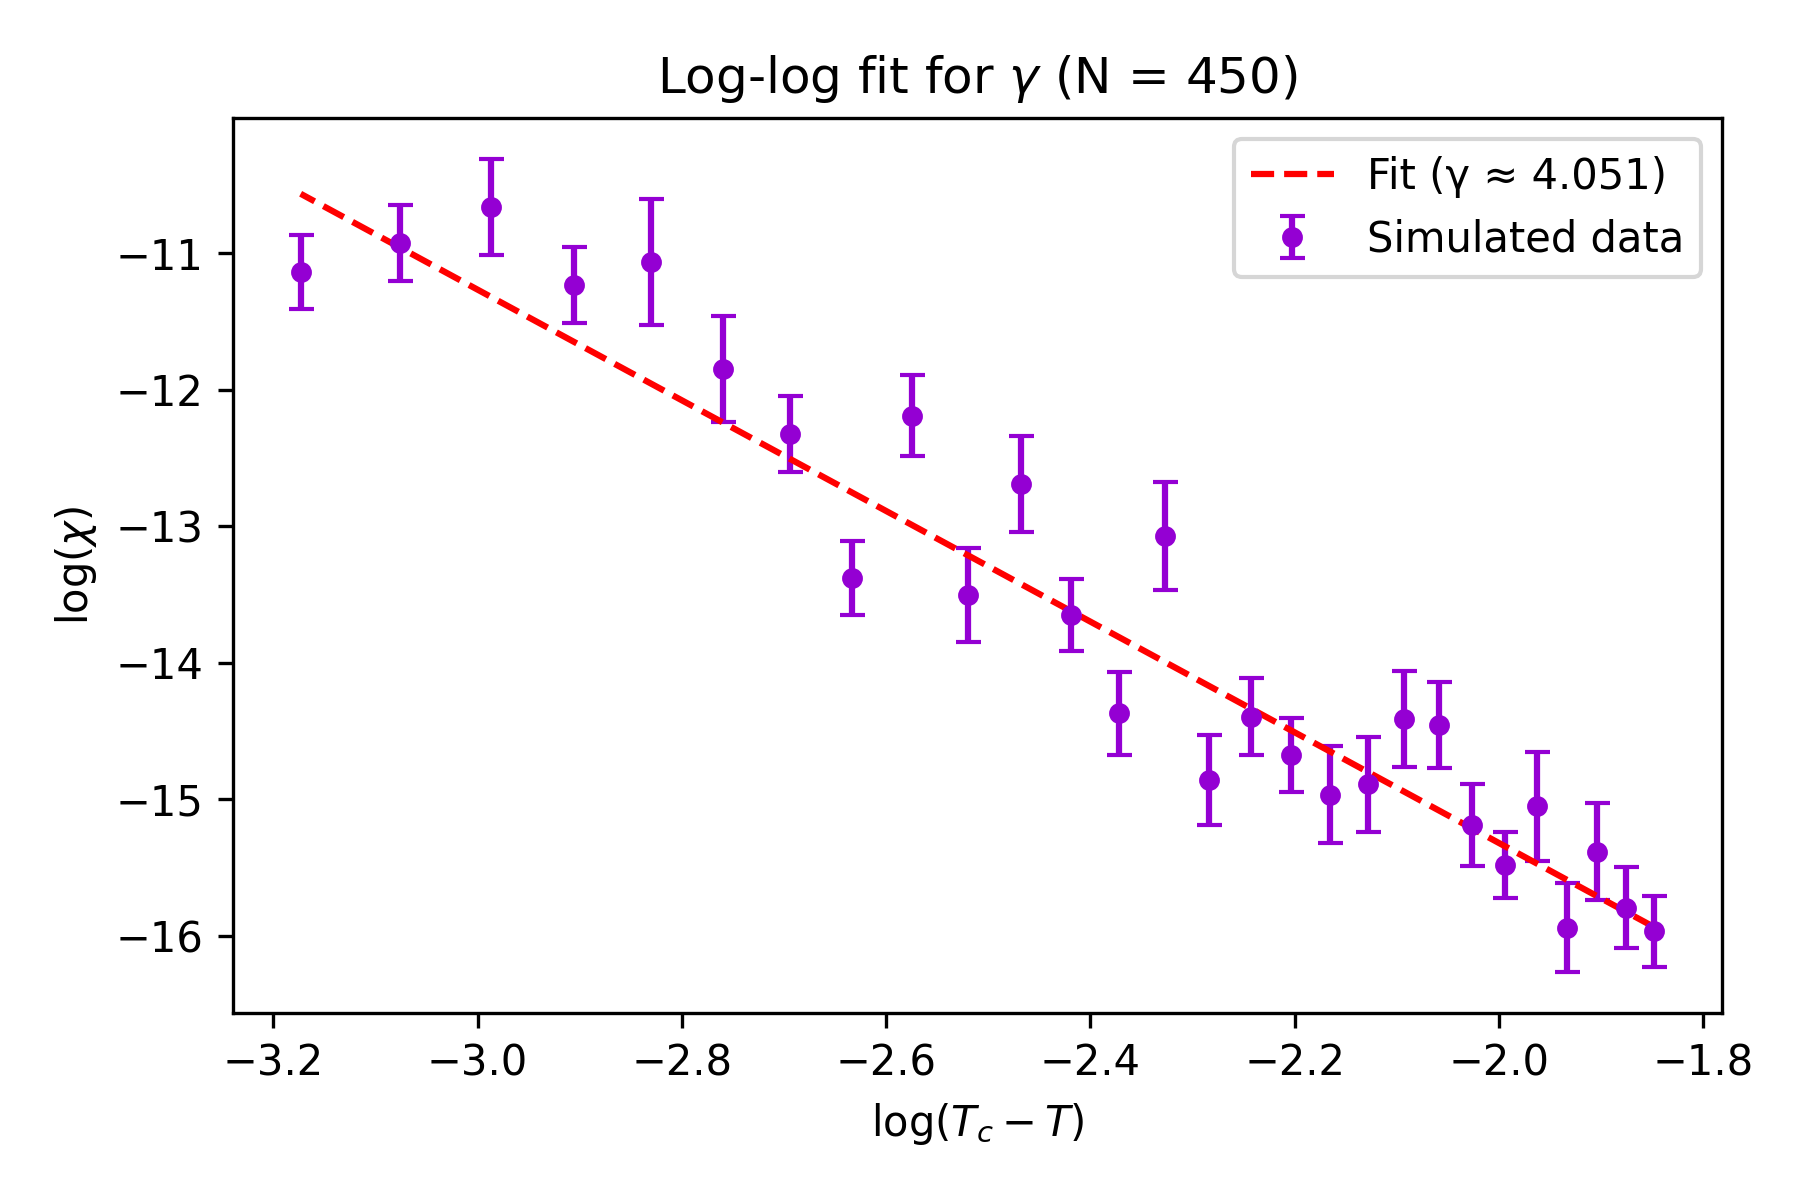 Log-log fit for γ (N = 450)
Fit (γ ≈ 4.051)
Simulated data
log(χ)
−11
−12
−13
−14
−15
−16
−3.2 −3.0 −2.8 −2.6 −2.4 −2.2 −2.0 −1.8
log(T_c − T)